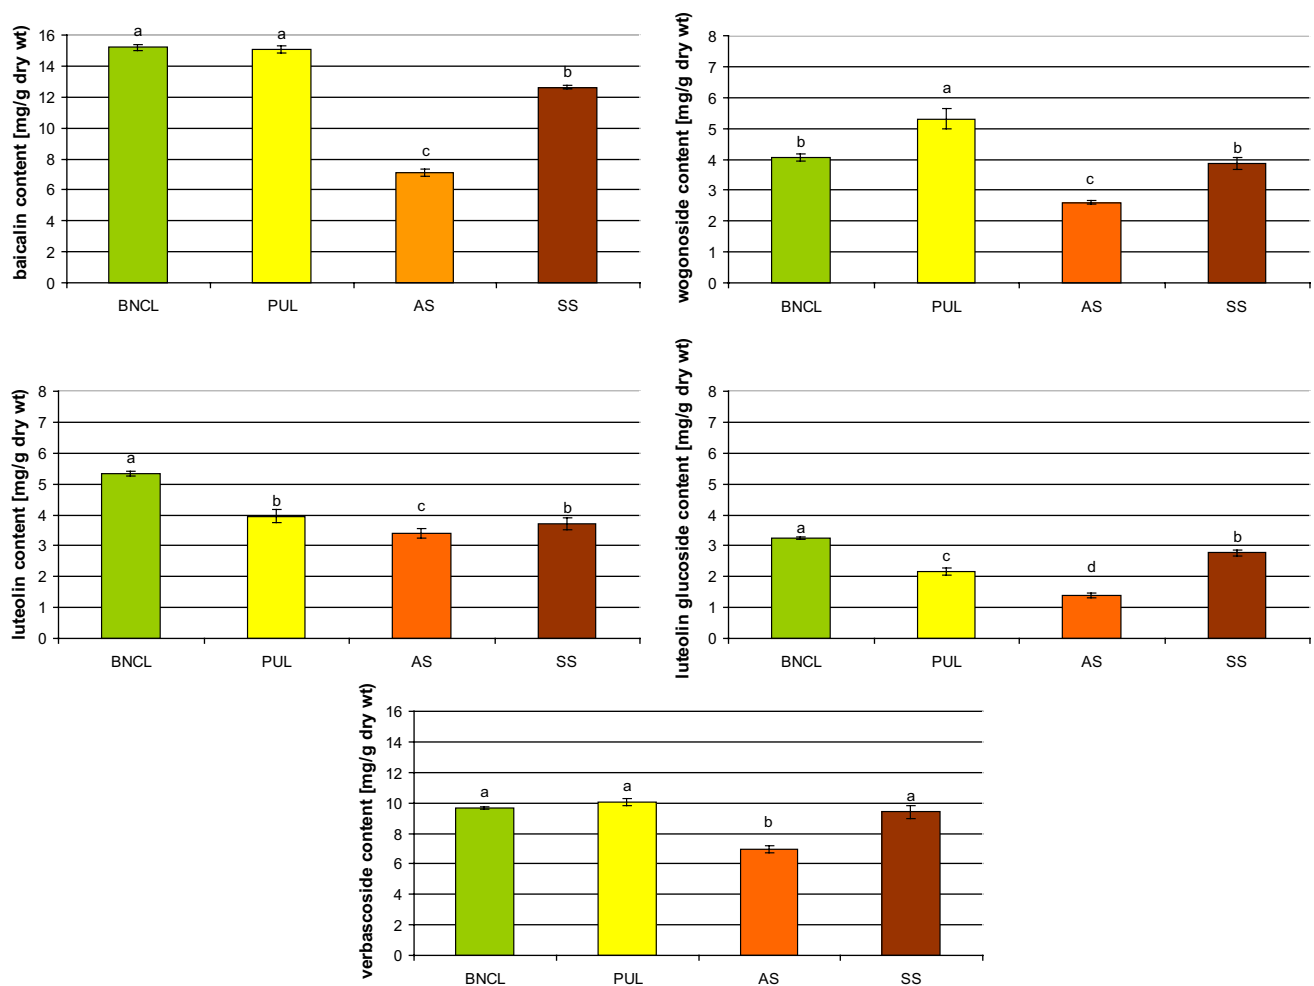 baicalin content [mg/g dry wt)
16
14
12
10
8
6
4
2
0
a
a
c
b
BNCL PUL AS SS
wogonoside content [mg/g dry wt)
8
7
6
5
4
3
2
1
0
b
a
c
b
BNCL PUL AS SS
luteolin content [mg/g dry wt)
8
7
6
5
4
3
2
1
0
a
b
c
b
BNCL PUL AS SS
luteolin glucoside content [mg/g dry wt)
8
7
6
5
4
3
2
1
0
a
c
d
b
BNCL PUL AS SS
verbascoside content [mg/g dry wt)
16
14
12
10
8
6
4
2
0
a
a
b
a
BNCL PUL AS SS